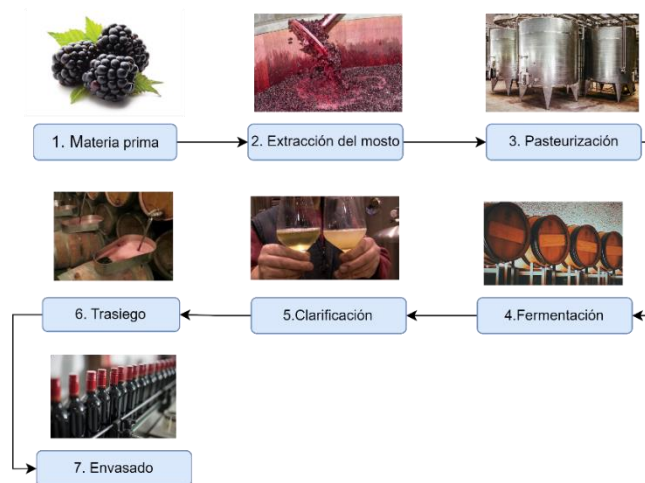 1. Materia prima
2. Extracción del mosto
3. Pasteurización
6. Trasiego
5.Clarificación
4.Fermentación
7. Envasado